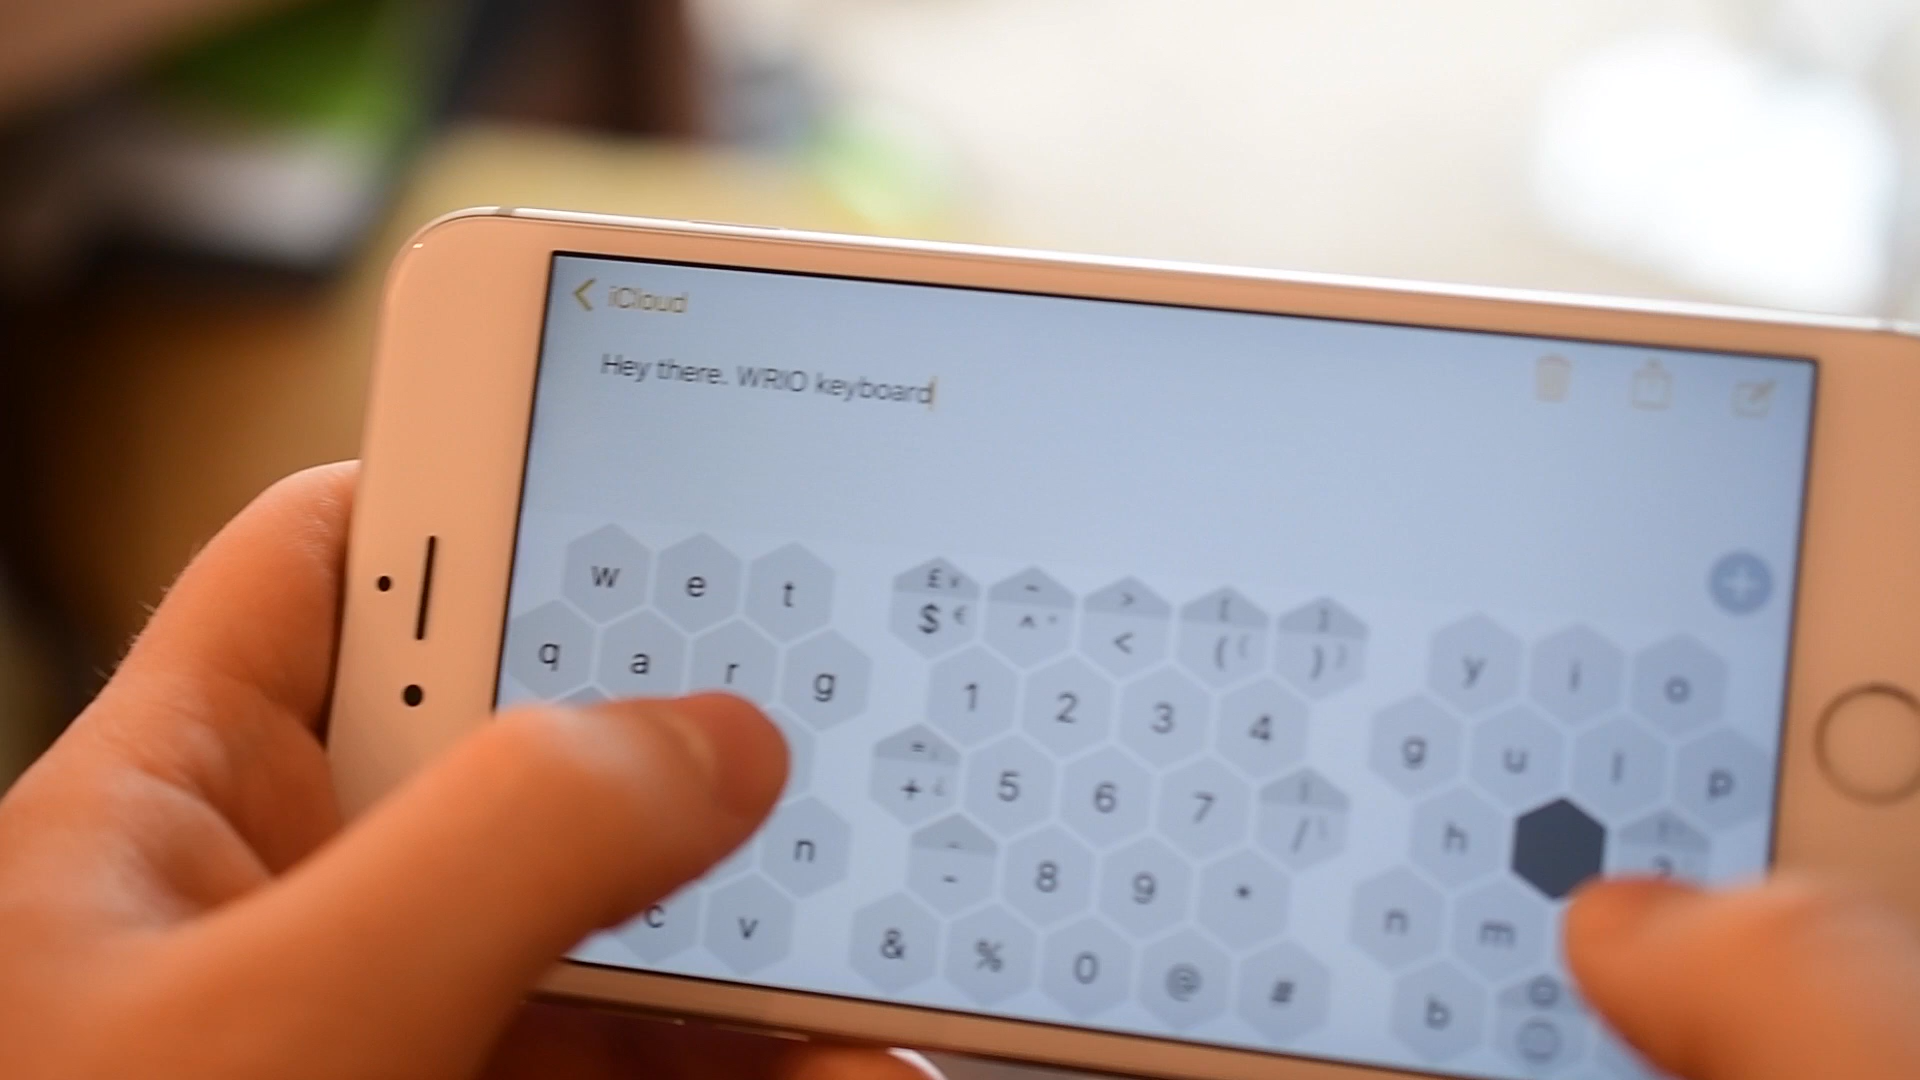 iCloud
Hey there. WRIO keyboard
w e t
£ ¥ $ €
> <
[ (
] )
y i o
q a r g
1 2 3 4
g u l p
= +
5 6 7
/
h
n
-
8 9
n m
c v
& % 0 @ #
b